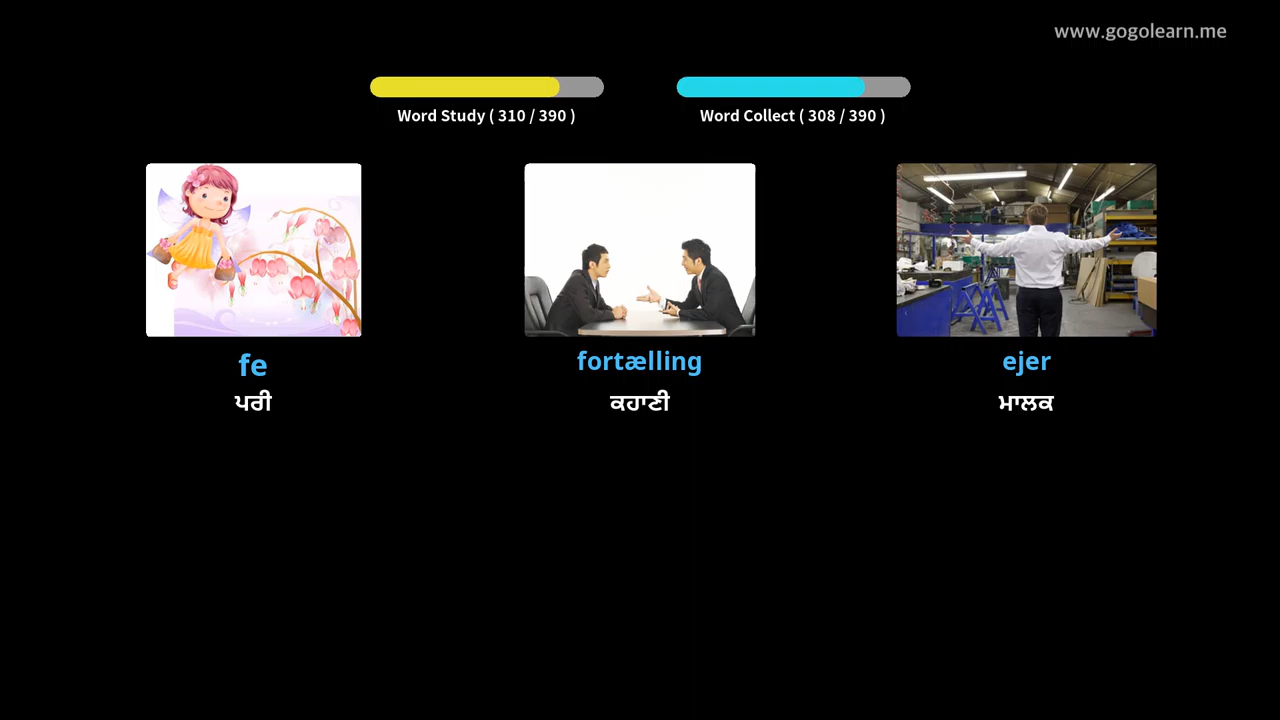 www.gogolearn.me
Word Study ( 310 / 390 )
Word Collect ( 308 / 390 )
fe
fortælling
ejer
ਪਰੀ
ਕਹਾਣੀ
ਮਾਲਕ